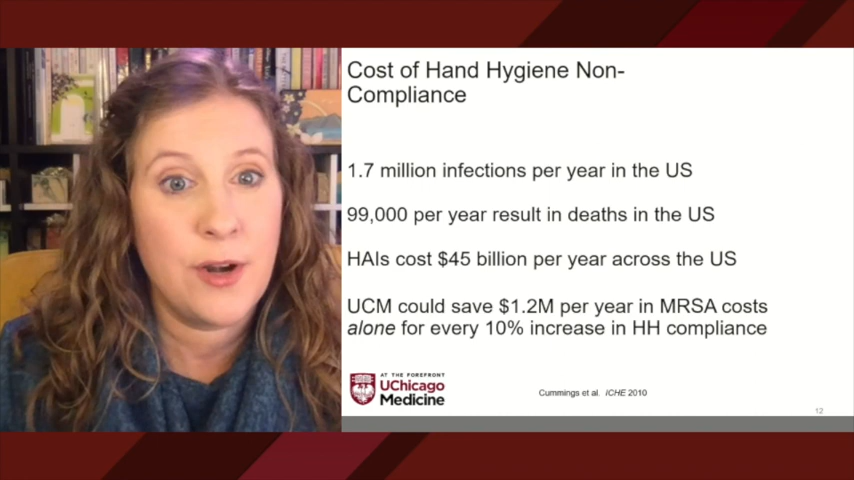 Cost of Hand Hygiene Non-
Compliance
1.7 million infections per year in the US
99,000 per year result in deaths in the US
HAIs cost $45 billion per year across the US
UCM could save $1.2M per year in MRSA costs
alone for every 10% increase in HH compliance
AT THE FOREFRONT
UChicago
Medicine
Cummings et al. ICHE 2010
12